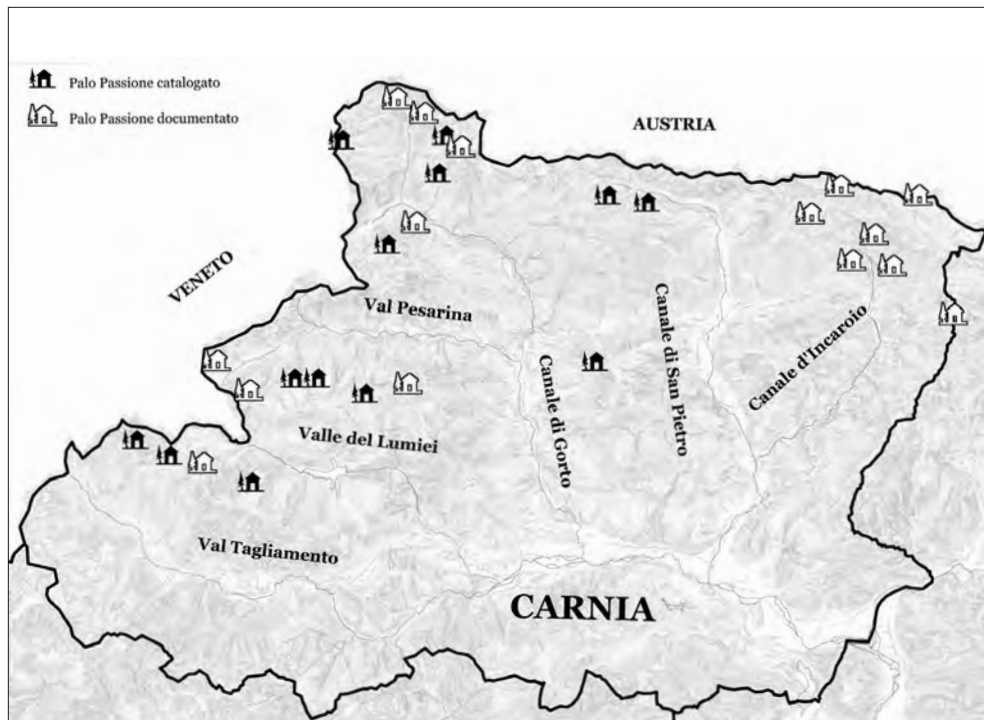 Palo Passione catalogato
Palo Passione documentato
AUSTRIA
VENETO
Val Pesarina
Canale di Gorto
Canale di San Pietro
Canale d'Incaroio
Valle del Lumiei
Val Tagliamento
CARNIA